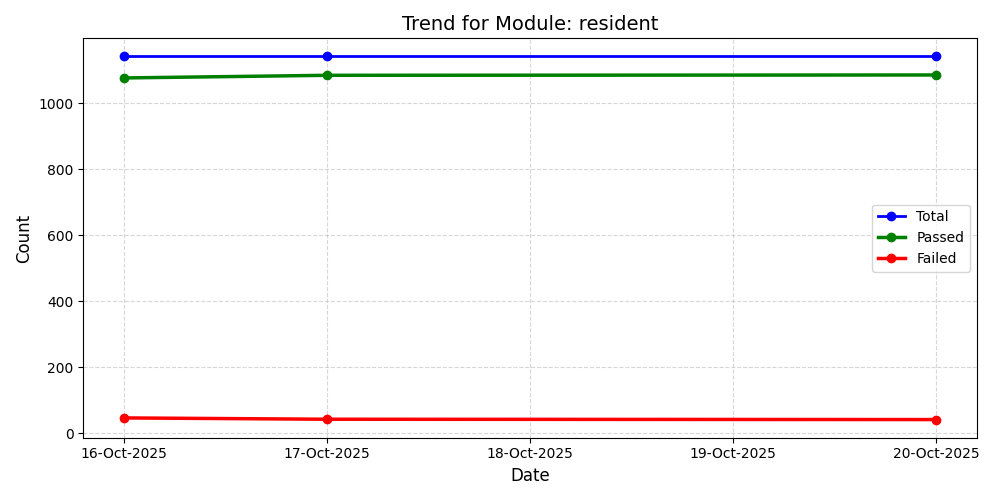 Trend for Module: resident
Count
1000
800
600
400
200
0
Total
Passed
Failed
16-Oct-2025
17-Oct-2025
18-Oct-2025
19-Oct-2025
20-Oct-2025
Date